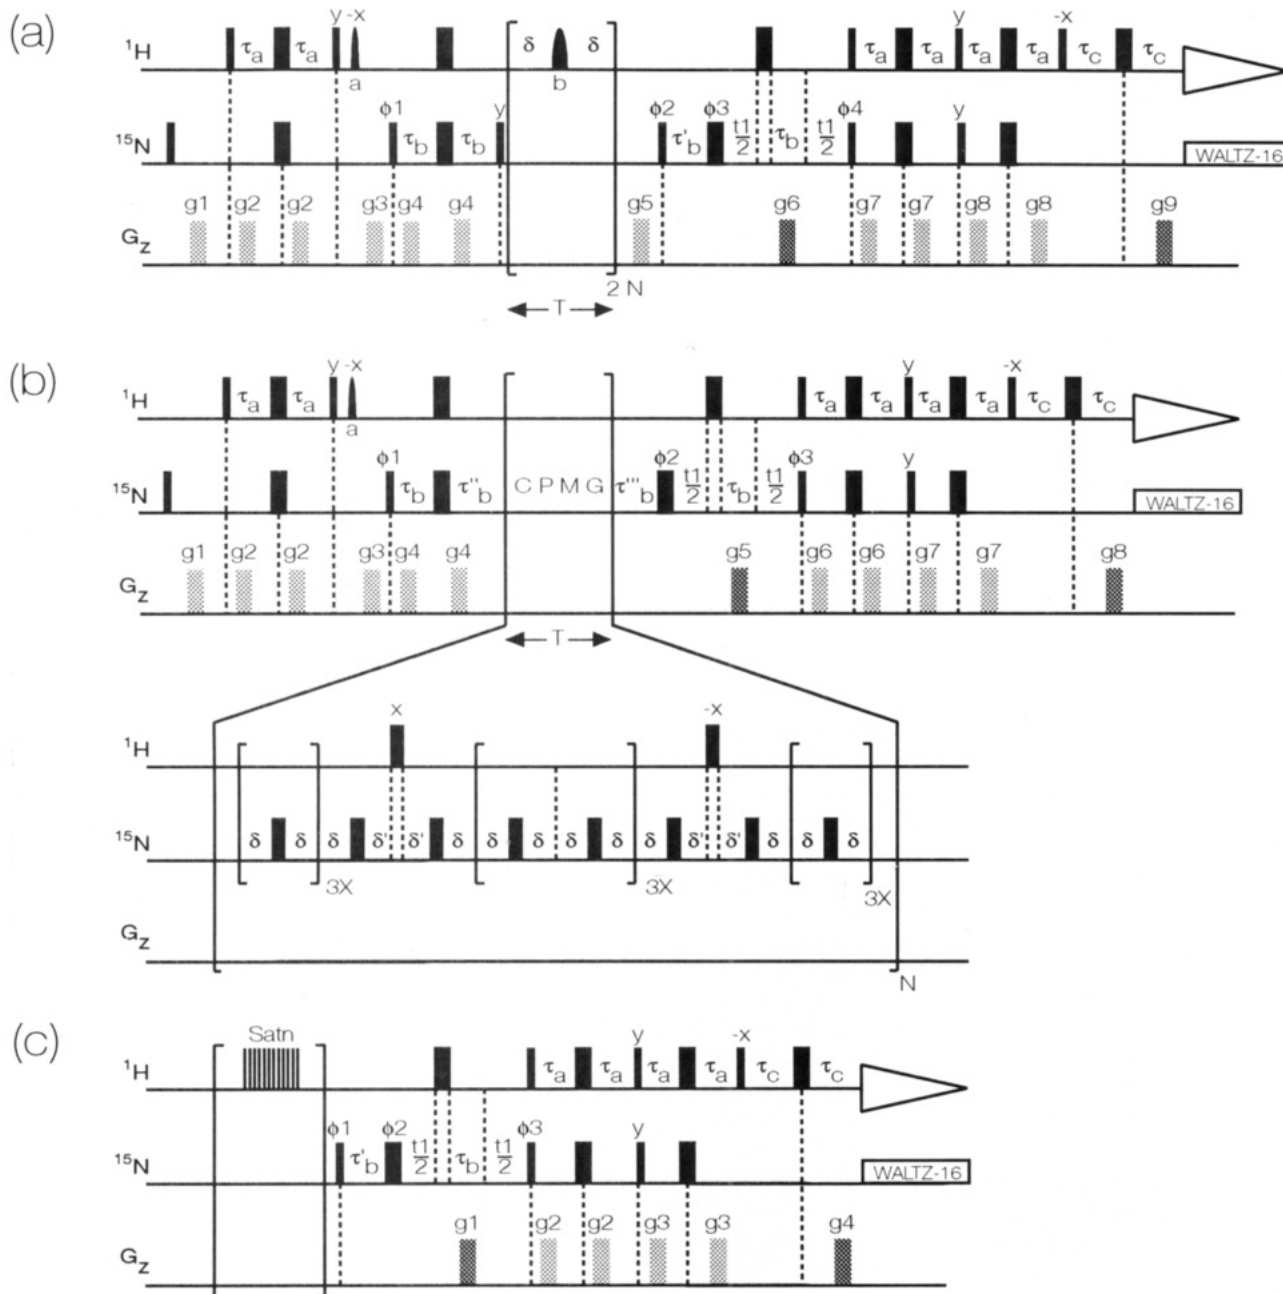 (a)
y -x y -x
¹H τa τa δ δ τa τa τa τa τc τc
a b
ϕ1 y ϕ2 ϕ3 ϕ4 y
¹⁵N τb τb τ'b t1/2 τb t1/2 WALTZ-16
g1 g2 g2 g3 g4 g4 g5 g6 g7 g7 g8 g8 g9
Gz
2 N
T
(b)
y -x y -x
¹H τa τa τa τa τa τa τc τc
a
ϕ1 ϕ2 ϕ3 y
¹⁵N τb τ''b C P M G τ'''b t1/2 τb t1/2 WALTZ-16
g1 g2 g2 g3 g4 g4 g5 g6 g6 g7 g7 g8
Gz
T
x -x
¹H
¹⁵N δ δ δ δ' δ' δ δ δ δ δ δ δ' δ' δ δ δ
3X 3X 3X
Gz
N
(c)
Satn y -x
¹H τa τa τa τa τc τc
ϕ1 ϕ2 ϕ3 y
¹⁵N τ'b t1/2 τb t1/2 WALTZ-16
g1 g2 g2 g3 g3 g4
Gz